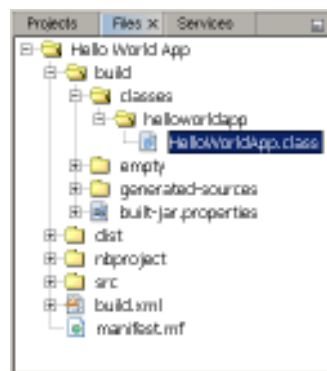 Projects Files × Services
Hello World App
build
classes
helloworldapp
HelloWorldApp.class
empty
generated-sources
built-jar.properties
dist
nbproject
src
build.xml
manifest.mf